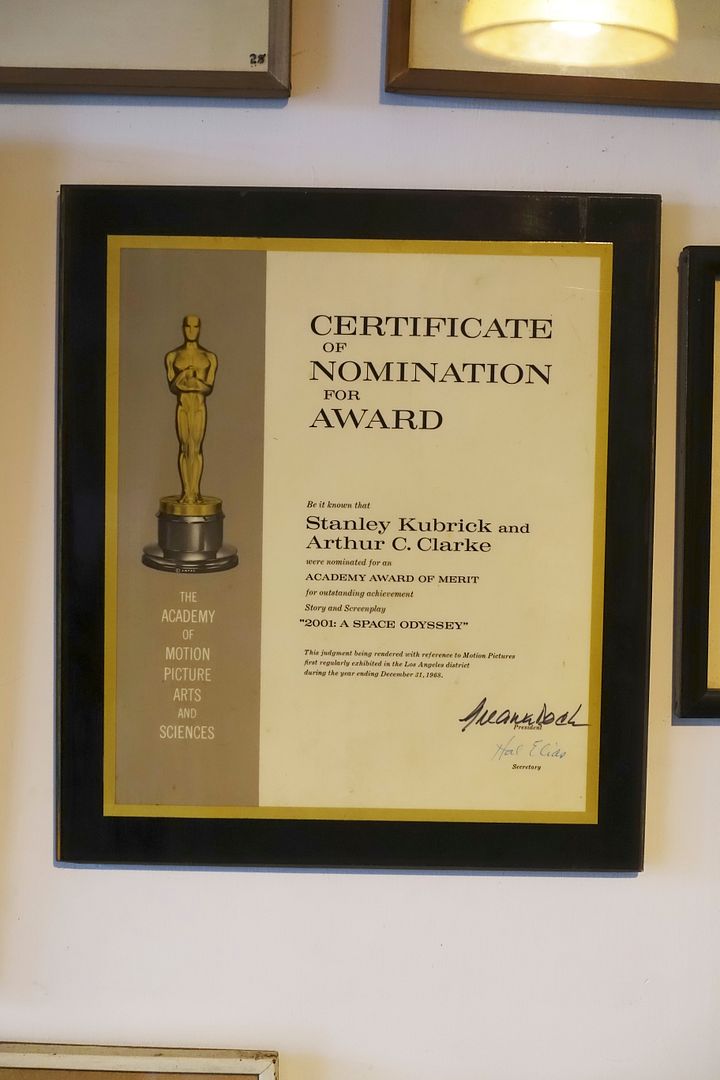 28
CERTIFICATE
OF
NOMINATION
FOR
AWARD
Be it known that
Stanley Kubrick and
Arthur C. Clarke
were nominated for an
ACADEMY AWARD OF MERIT
for outstanding achievement
Story and Screenplay
"2001: A SPACE ODYSSEY"
This judgment being rendered with reference to Motion Pictures
first regularly exhibited in the Los Angeles district
during the year ending December 31, 1968.
President
Hal Elias
Secretary
THE
ACADEMY
OF
MOTION
PICTURE
ARTS
AND
SCIENCES